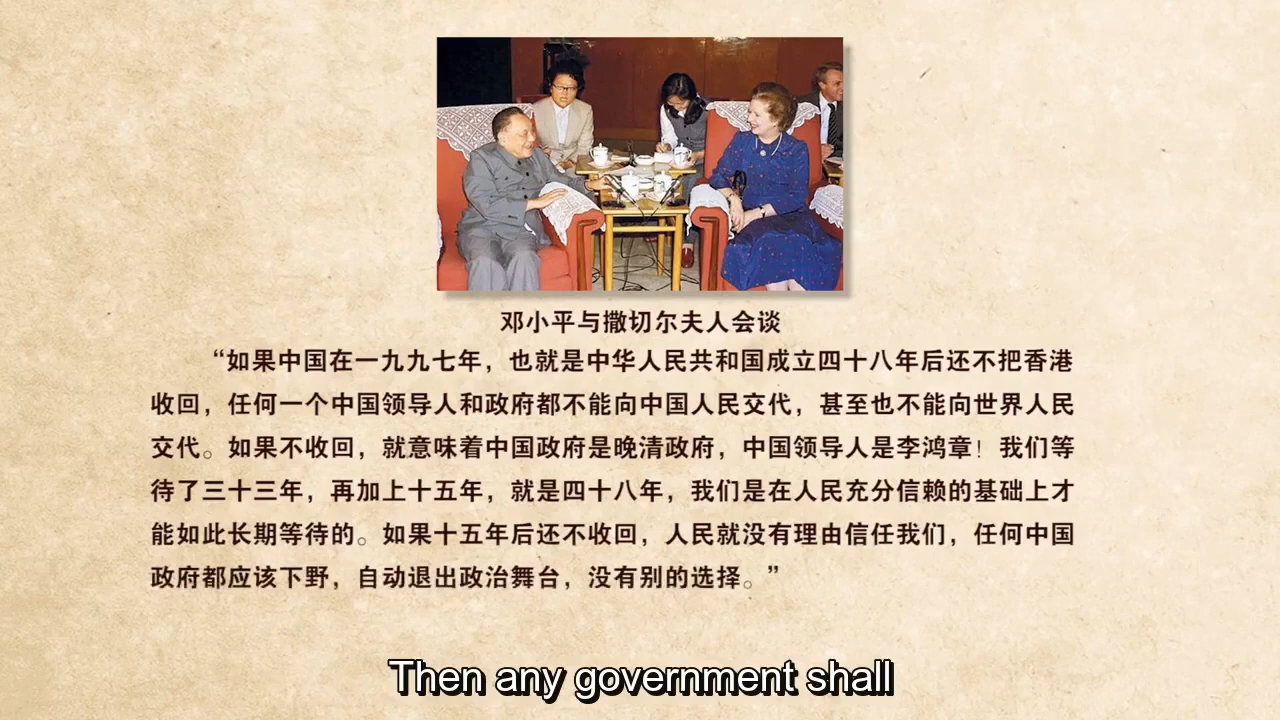 邓小平与撒切尔夫人会谈
“如果中国在一九九七年，也就是中华人民共和国成立四十八年后还不把香港
收回，任何一个中国领导人和政府都不能向中国人民交代，甚至也不能向世界人民
交代。如果不收回，就意味着中国政府是晚清政府，中国领导人是李鸿章！我们等
待了三十三年，再加上十五年，就是四十八年，我们是在人民充分信赖的基础上才
能如此长期等待的。如果十五年后还不收回，人民就没有理由信任我们，任何中国
政府都应该下野，自动退出政治舞台，没有别的选择。”
Then any government shall